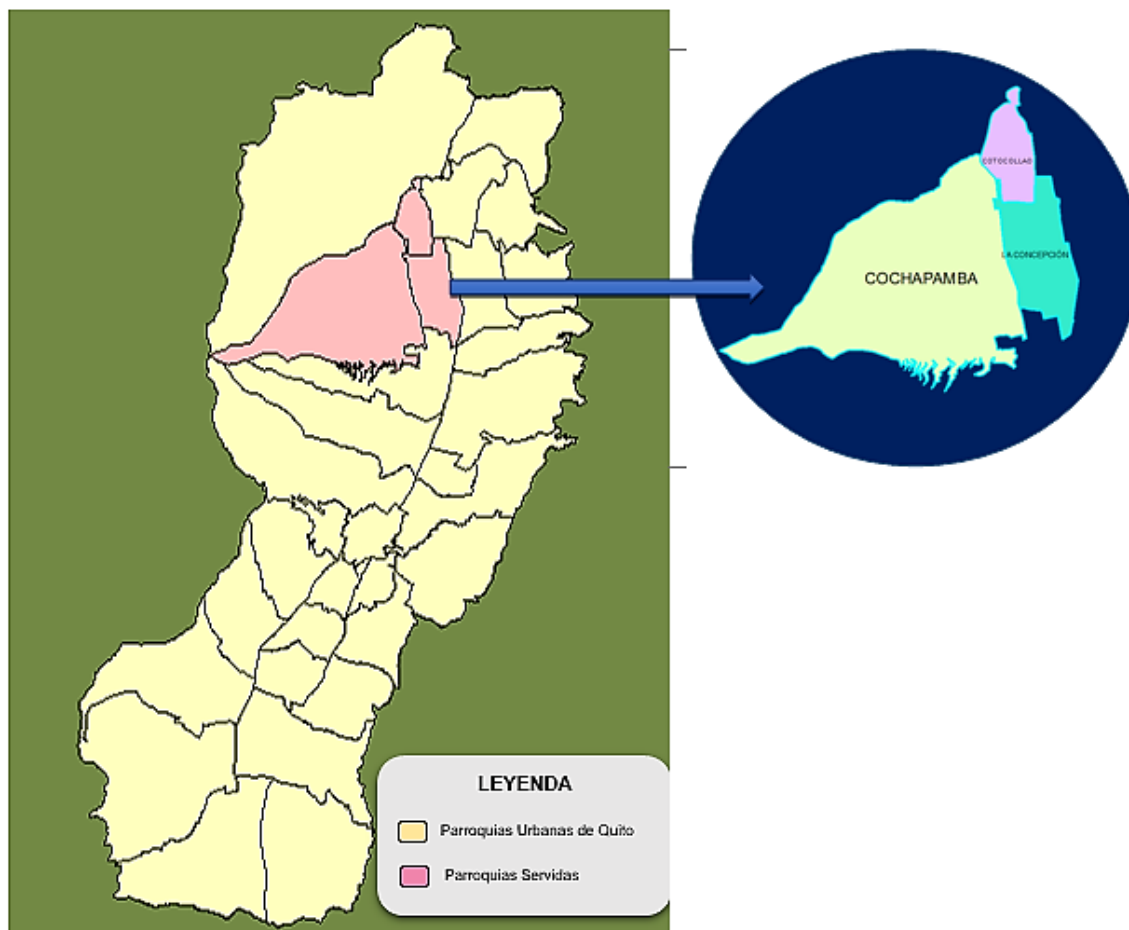 COTOCOLLAO
LA CONCEPCIÓN
COCHAPAMBA
LEYENDA
Parroquias Urbanas de Quito
Parroquias Servidas